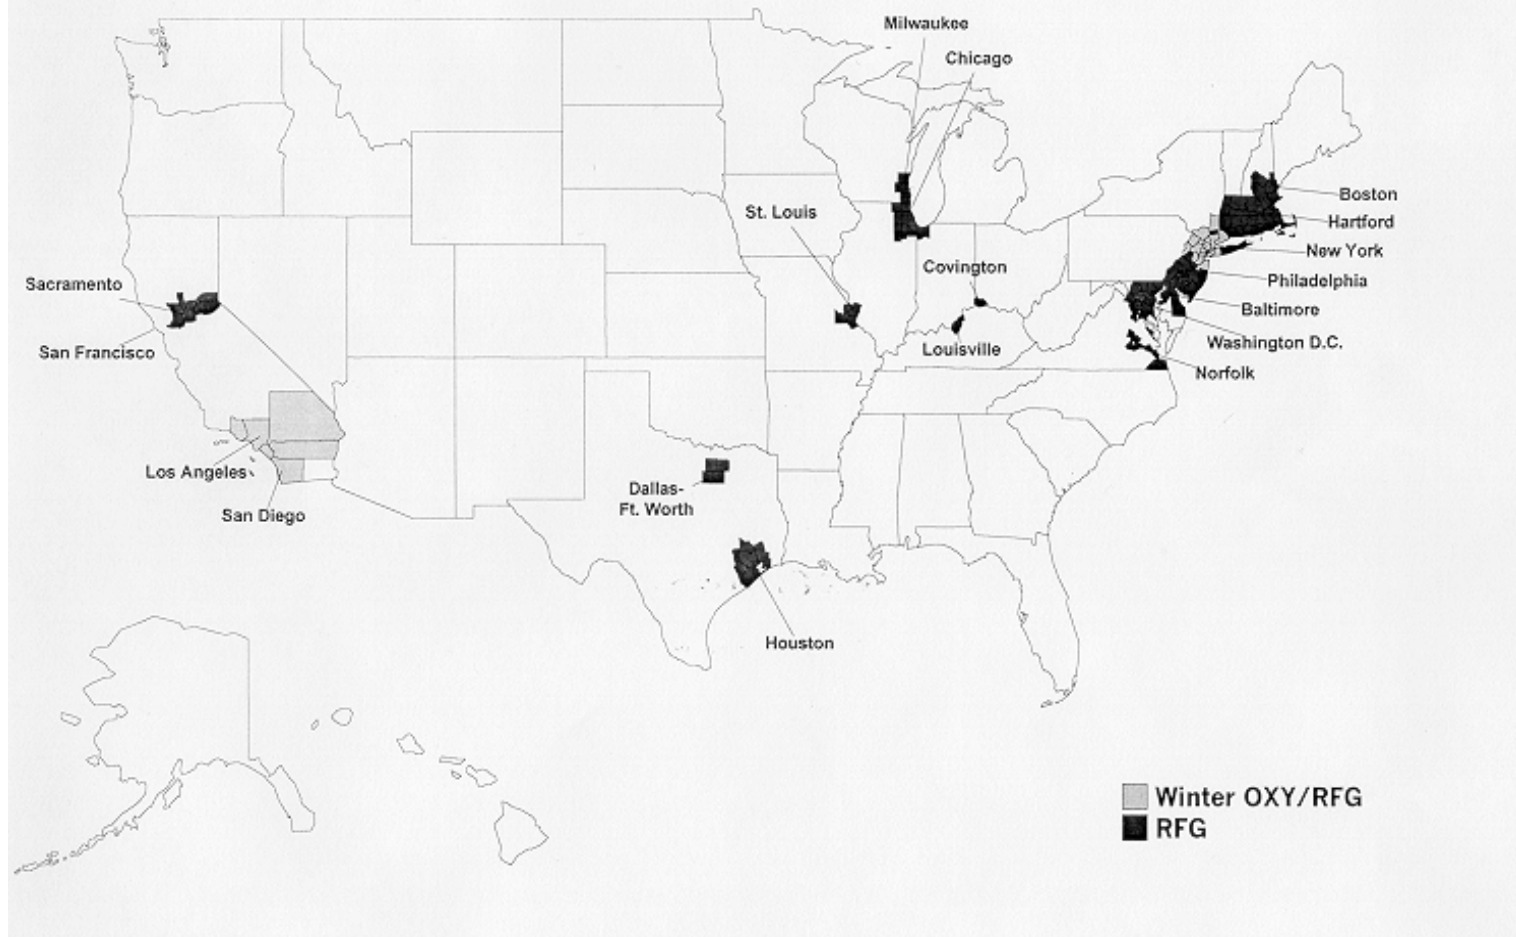 Milwaukee
Chicago
St. Louis
Boston
Hartford
New York
Covington
Philadelphia
Sacramento
Baltimore
Washington D.C.
San Francisco
Louisville
Norfolk
Los Angeles
Dallas-
Ft. Worth
San Diego
Houston
Winter OXY/RFG
RFG